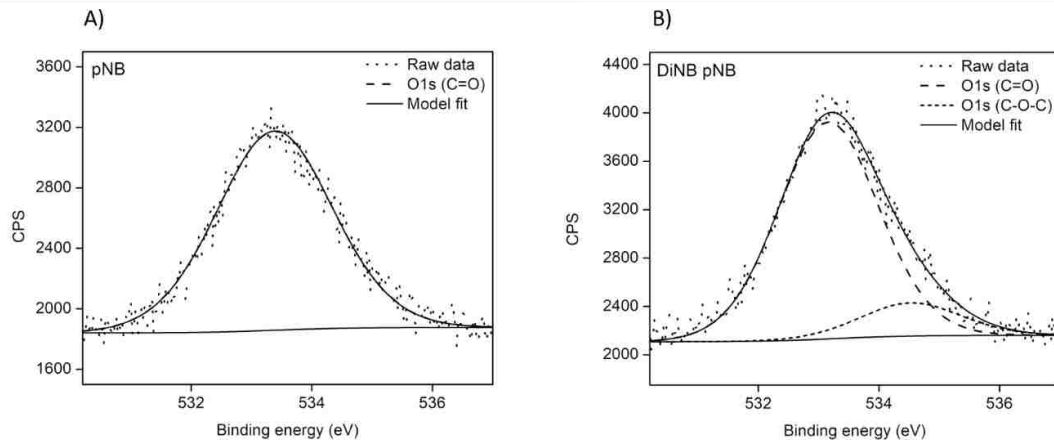 A)
pNB
Raw data
O1s (C=O)
Model fit
3600
3200
2800
2400
2000
1600
CPS
532
534
536
Binding energy (eV)
B)
DiNB pNB
Raw data
O1s (C=O)
O1s (C-O-C)
Model fit
4400
4000
3600
3200
2800
2400
2000
CPS
532
534
536
Binding energy (eV)